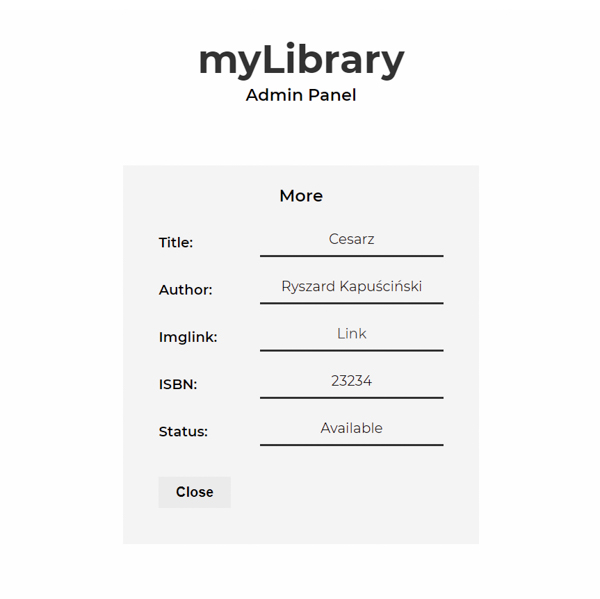 myLibrary
Admin Panel
More
Title: Cesarz
Author: Ryszard Kapuściński
Imglink: Link
ISBN: 23234
Status: Available
Close